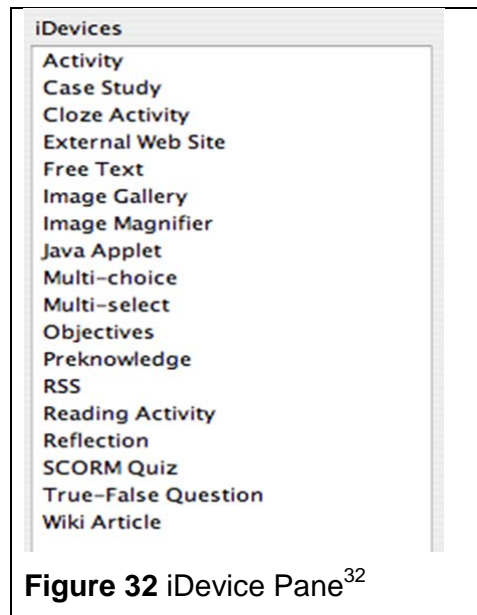 iDevices
Activity
Case Study
Cloze Activity
External Web Site
Free Text
Image Gallery
Image Magnifier
Java Applet
Multi-choice
Multi-select
Objectives
Preknowledge
RSS
Reading Activity
Reflection
SCORM Quiz
True-False Question
Wiki Article
Figure 32 iDevice Pane32